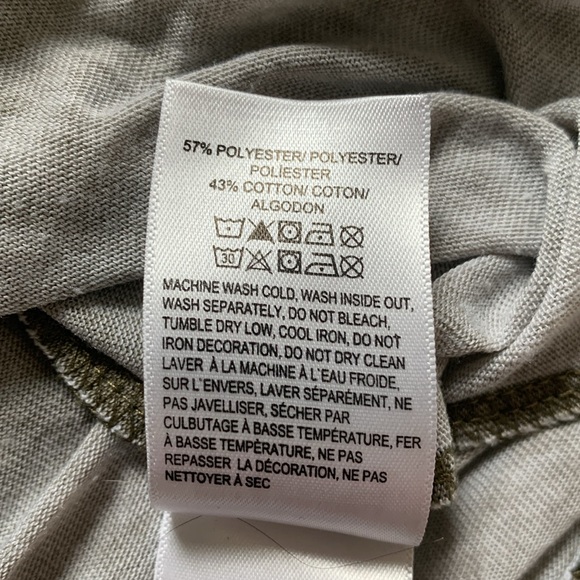 57% POLYESTER/ POLYESTER/
POLIESTER
43% COTTON/ COTON/
ALGODON
30
MACHINE WASH COLD, WASH INSIDE OUT,
WASH SEPARATELY, DO NOT BLEACH,
TUMBLE DRY LOW, COOL IRON, DO NOT
IRON DECORATION, DO NOT DRY CLEAN
LAVER À LA MACHINE À L`EAU FROIDE,
SUR L`ENVERS, LAVER SÉPARÉMENT, NE
PAS JAVELLISER, SÉCHER PAR
CULBUTAGE À BASSE TEMPÉRATURE, FER
À BASSE TEMPÉRATURE, NE PAS
REPASSER LA DÉCORATION, NE PAS
NETTOYER À SEC